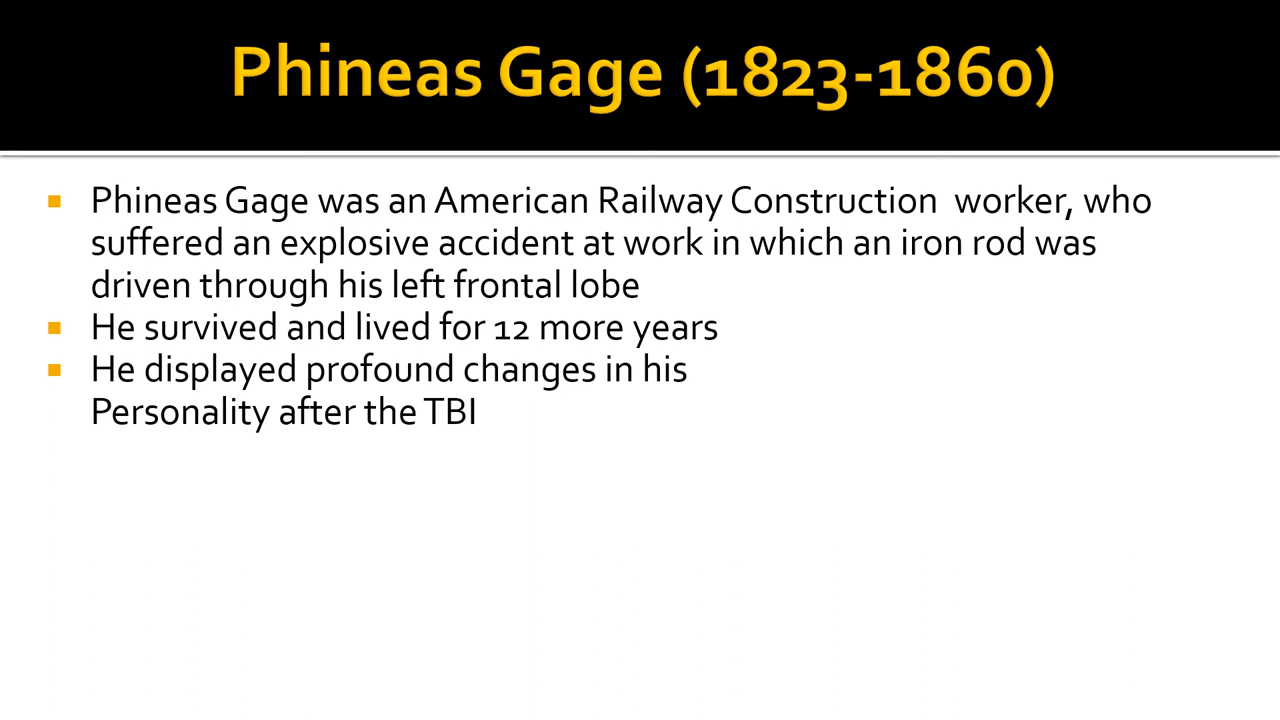 Phineas Gage (1823-1860)
Phineas Gage was an American Railway Construction  worker, who
suffered an explosive accident at work in which an iron rod was
driven through his left frontal lobe
He survived and lived for 12 more years
He displayed profound changes in his
Personality after the TBI